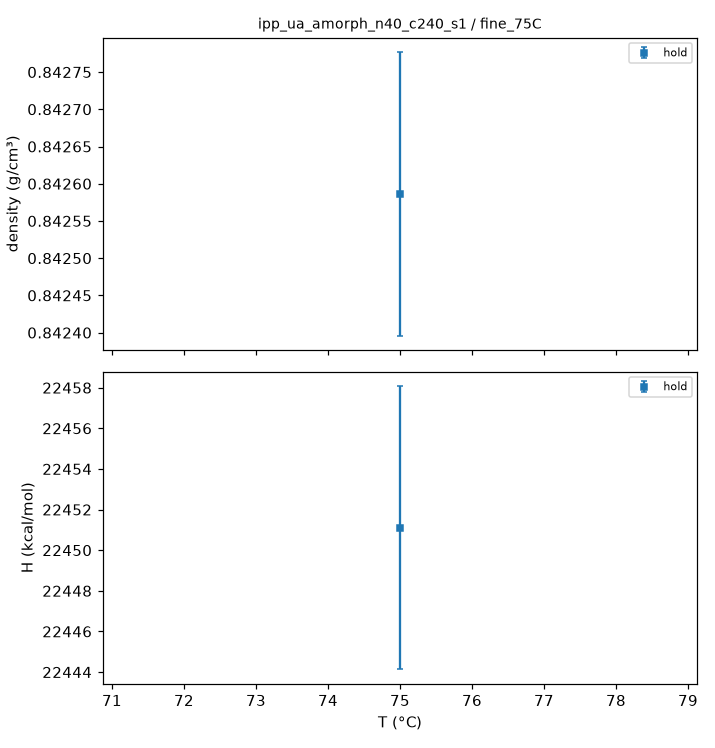 ipp_ua_amorph_n40_c240_s1 / fine_75C
hold
density (g/cm³)
0.84275
0.84270
0.84265
0.84260
0.84255
0.84250
0.84245
0.84240
hold
H (kcal/mol)
22458
22456
22454
22452
22450
22448
22446
22444
71 72 73 74 75 76 77 78 79
T (°C)